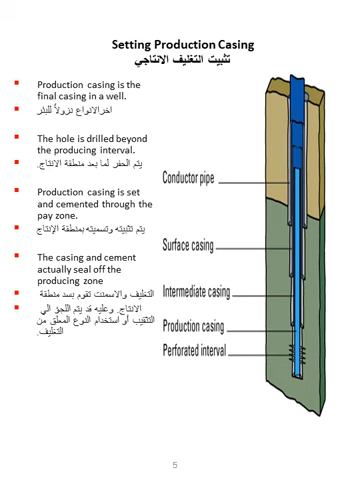 Setting Production Casing
تثبيت التغليف الانتاجي
Production casing is the
final casing in a well.
اخرالانواع نزولاً للبئر
The hole is drilled beyond
the producing interval.
يتم الحفر لما بعد منطقة الانتاج.
Production casing is set
and cemented through the
pay zone.
يتم تثبيته وتسميته بمنطقة الإنتاج
The casing and cement
actually seal off the
producing zone
التغليف والاسمنت تقوم بسد منطقة
الانتاج. وعليه قد يتم اللجؤ الي
التثقيب أو استخدام النوع المعلق من
التغليف.
Conductor pipe
Surface casing
Intermediate casing
Production casing
Perforated interval
5